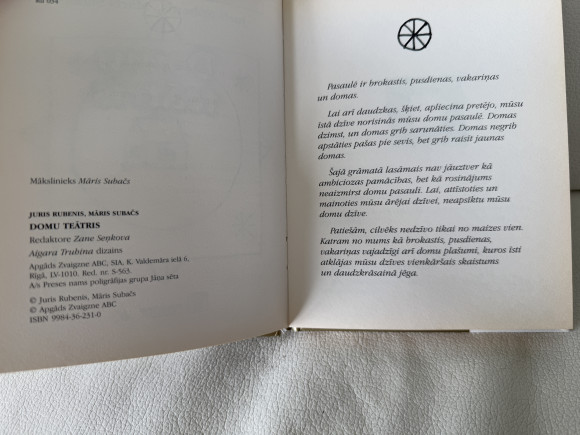 Mākslinieks Māris Subačs
JURIS RUBENIS, MĀRIS SUBAČS
DOMU TEĀTRIS
Redaktore Zane Seņkova
Aigara Truhina dizains
Apgāds Zvaigzne ABC, SIA, K. Valdemāra ielā 6,
Rīgā, LV-1010. Red. nr. S-503.
A/s Preses nams poligrāfijas grupa Jāņa sēta
© Juris Rubenis, Māris Subačs
© Apgāds Zvaigzne ABC
ISBN 9984-36-231-0
Pasaulē ir brokastis, pusdienas, vakariņas
un domas.
Lai arī daudzkas, šķiet, apliecina pretējo, mūsu
īstā dzīve norisinās mūsu domu pasaulē. Domas
dzimst, un domas grib sarunāties. Domas negrib
apstāties pašas pie sevis, bet grib raisīt jaunas
domas.
Šajā grāmatā lasāmais nav jāuztver kā
ambiciozas pamācības, bet kā rosinājums
neaizmirst domu pasauli. Lai, attīstoties un
mainoties mūsu ārējai dzīvei, neapsīktu mūsu
domu dzīve.
Patiešām, cilvēks nedzīvo tikai no maizes vien.
Katram no mums kā brokastis, pusdienas,
vakariņas vajadzīgi arī domu plašumi, kuros īsti
atklājas mūsu dzīves vienkāršais skaistums
un daudzkrāsainā jēga.